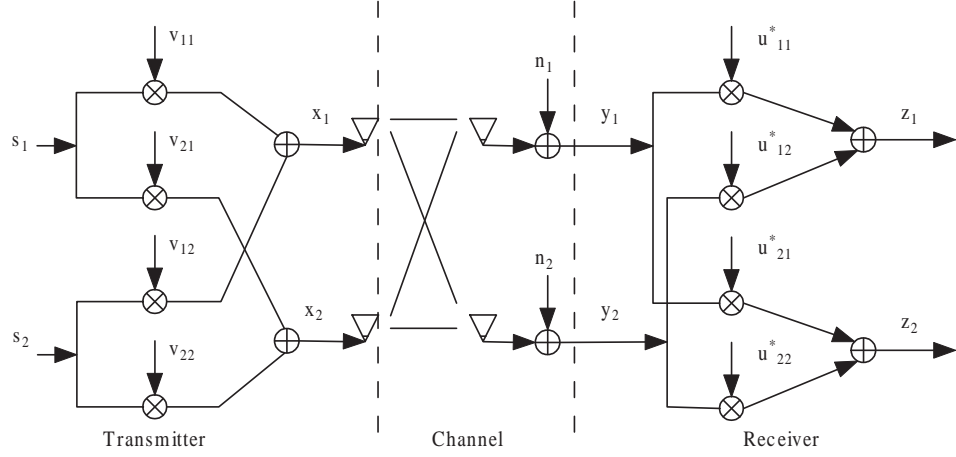 v₁₁
s₁
v₂₁
x₁
n₁
y₁
u*₁₁
u*₁₂
z₁
v₁₂
s₂
v₂₂
x₂
n₂
y₂
u*₂₁
u*₂₂
z₂
Transmitter
Channel
Receiver